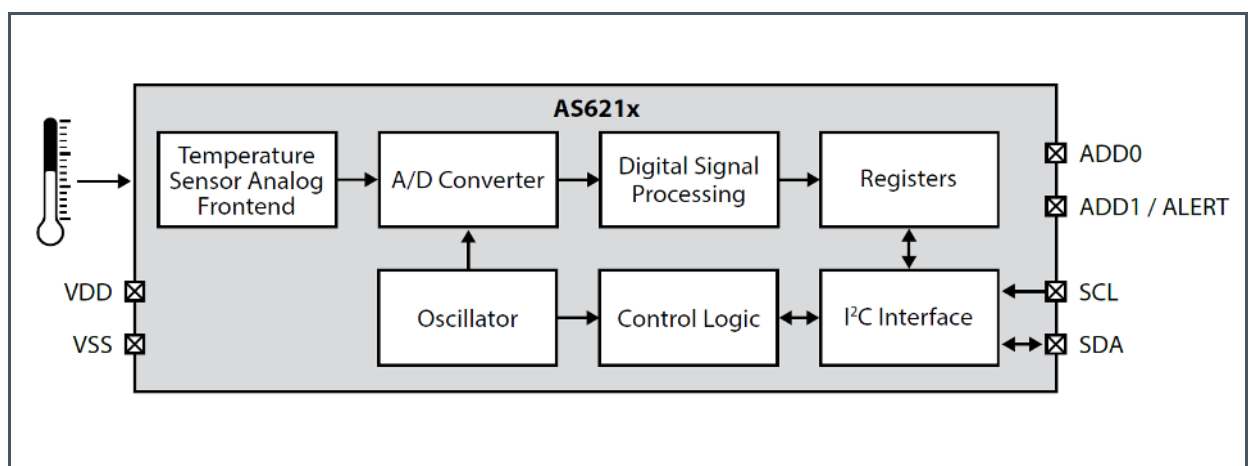 AS621x
Temperature
Sensor Analog
Frontend
A/D Converter
Digital Signal
Processing
Registers
ADD0
ADD1 / ALERT
VDD
VSS
Oscillator
Control Logic
I²C Interface
SCL
SDA